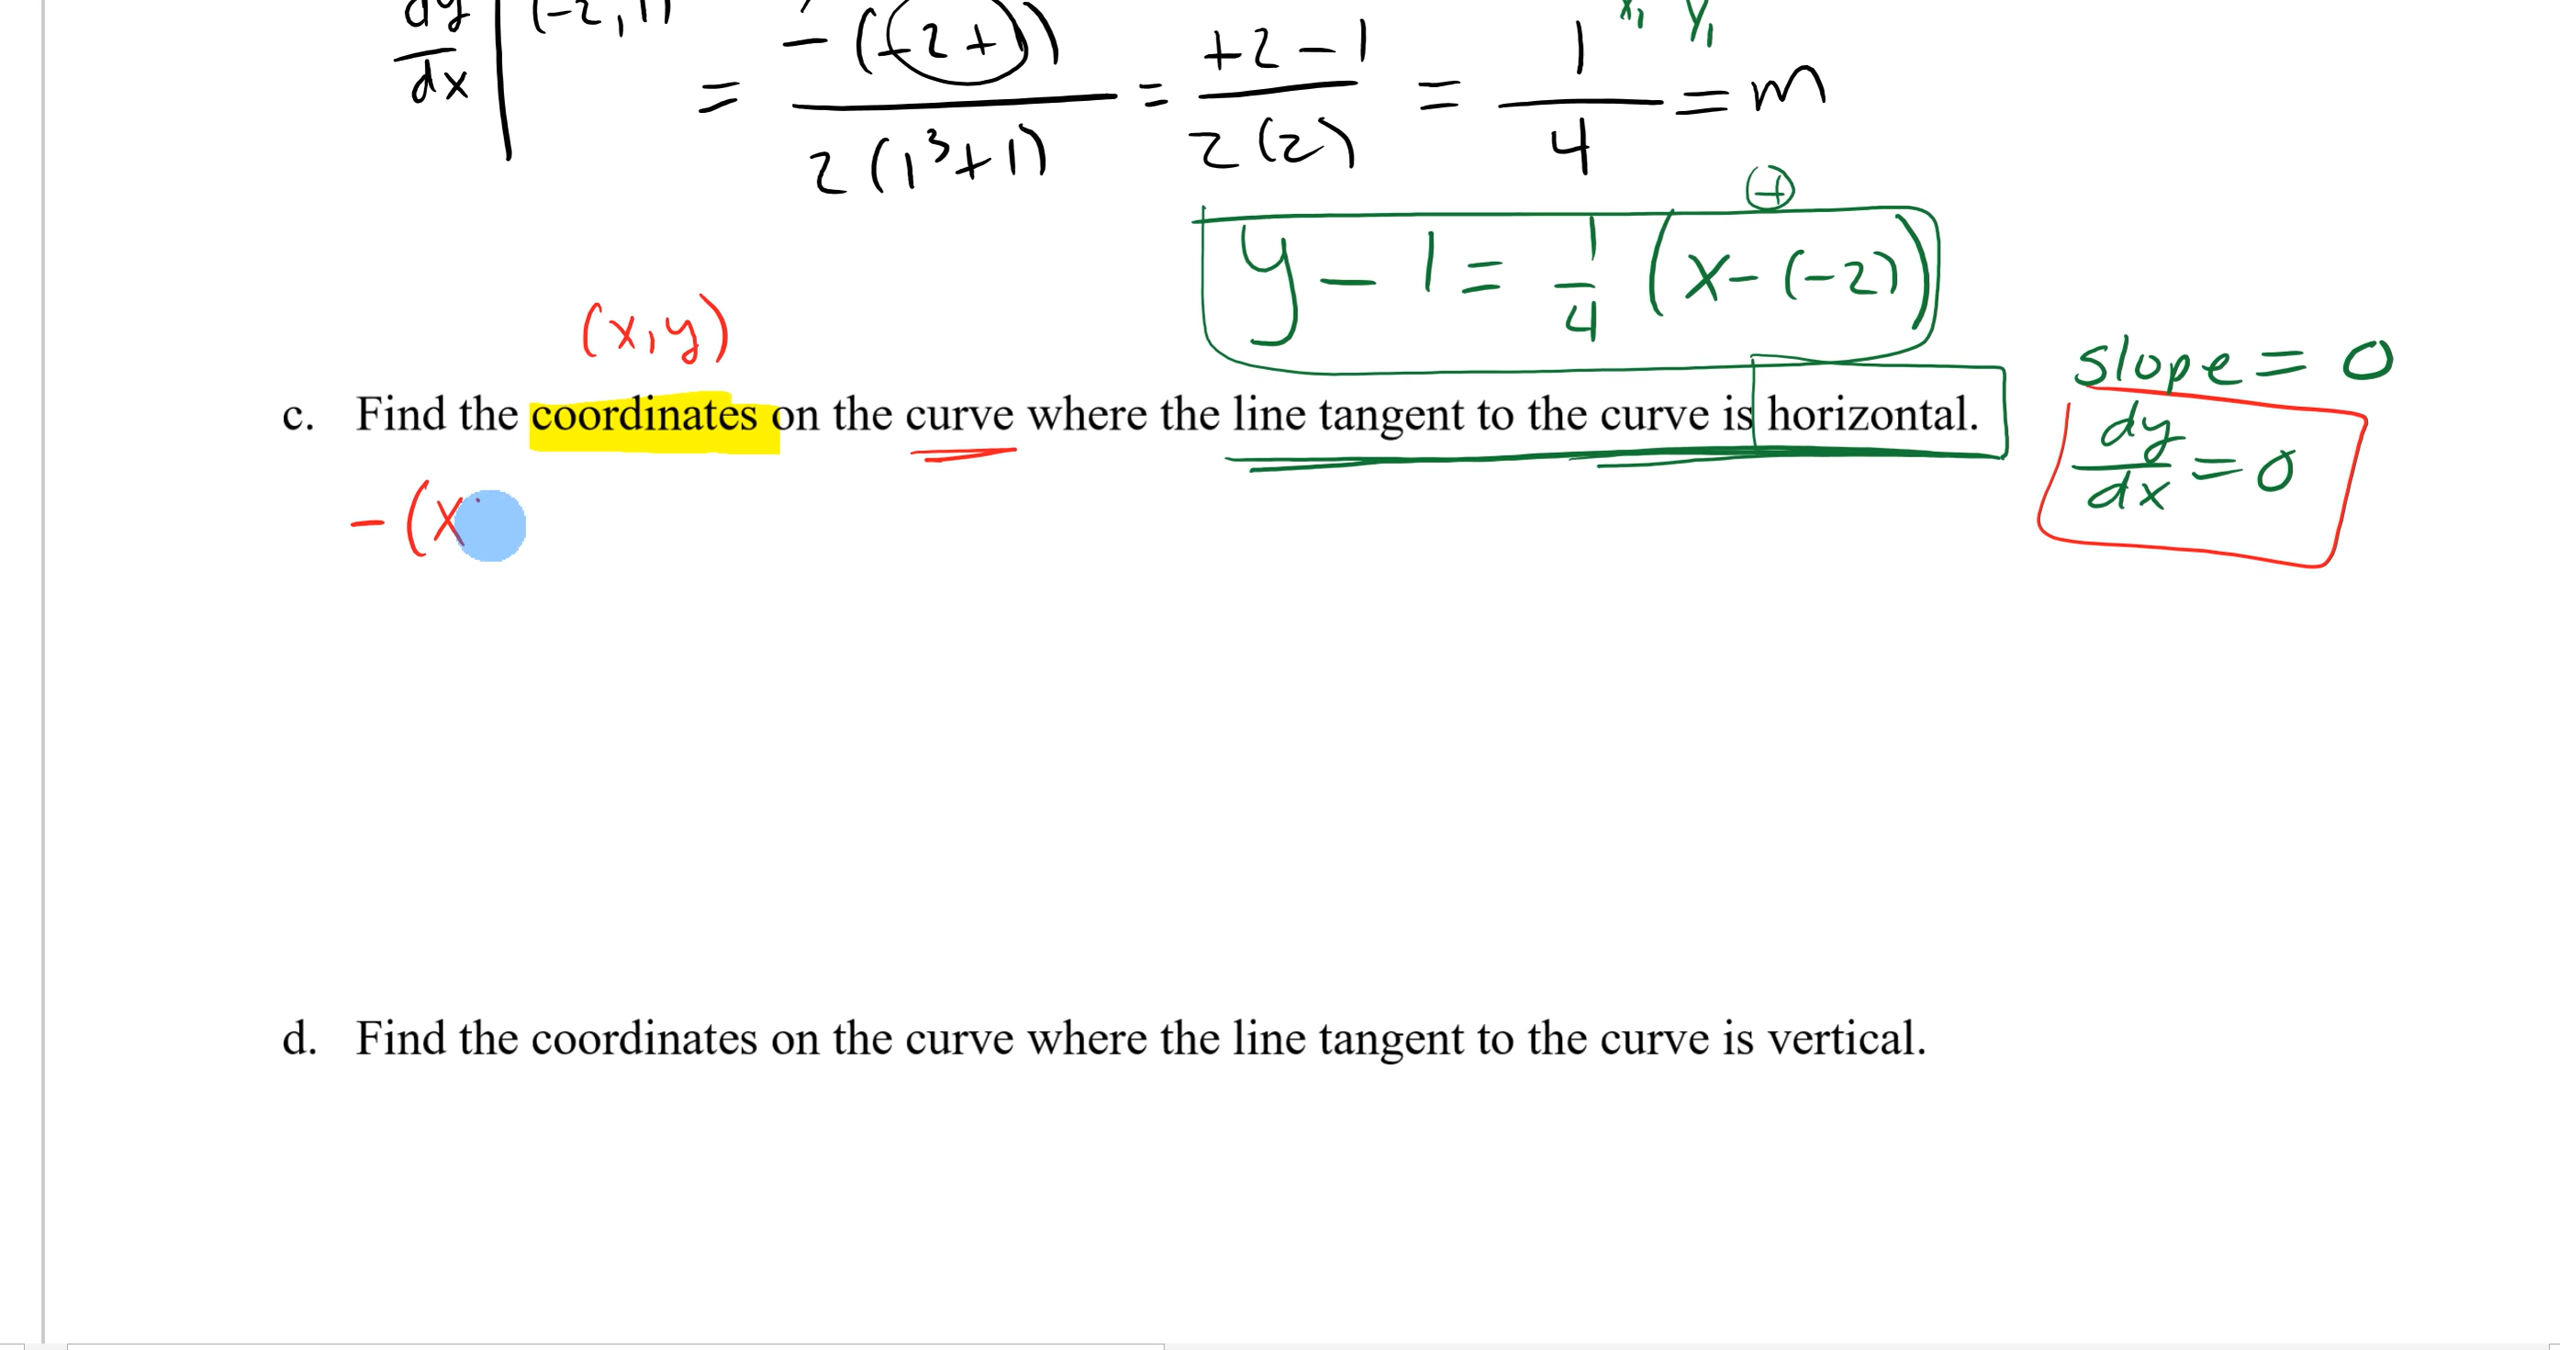 dy/dx | (-2, 1) = -(-2+1) / 2(1³+1) = +2-1 / 2(2) = 1/4 = m
x₁ y₁
+
y - 1 = 1/4 (x - (-2))
(x, y)
slope = 0
c. Find the coordinates on the curve where the line tangent to the curve is horizontal.
dy/dx = 0
- (x
d. Find the coordinates on the curve where the line tangent to the curve is vertical.